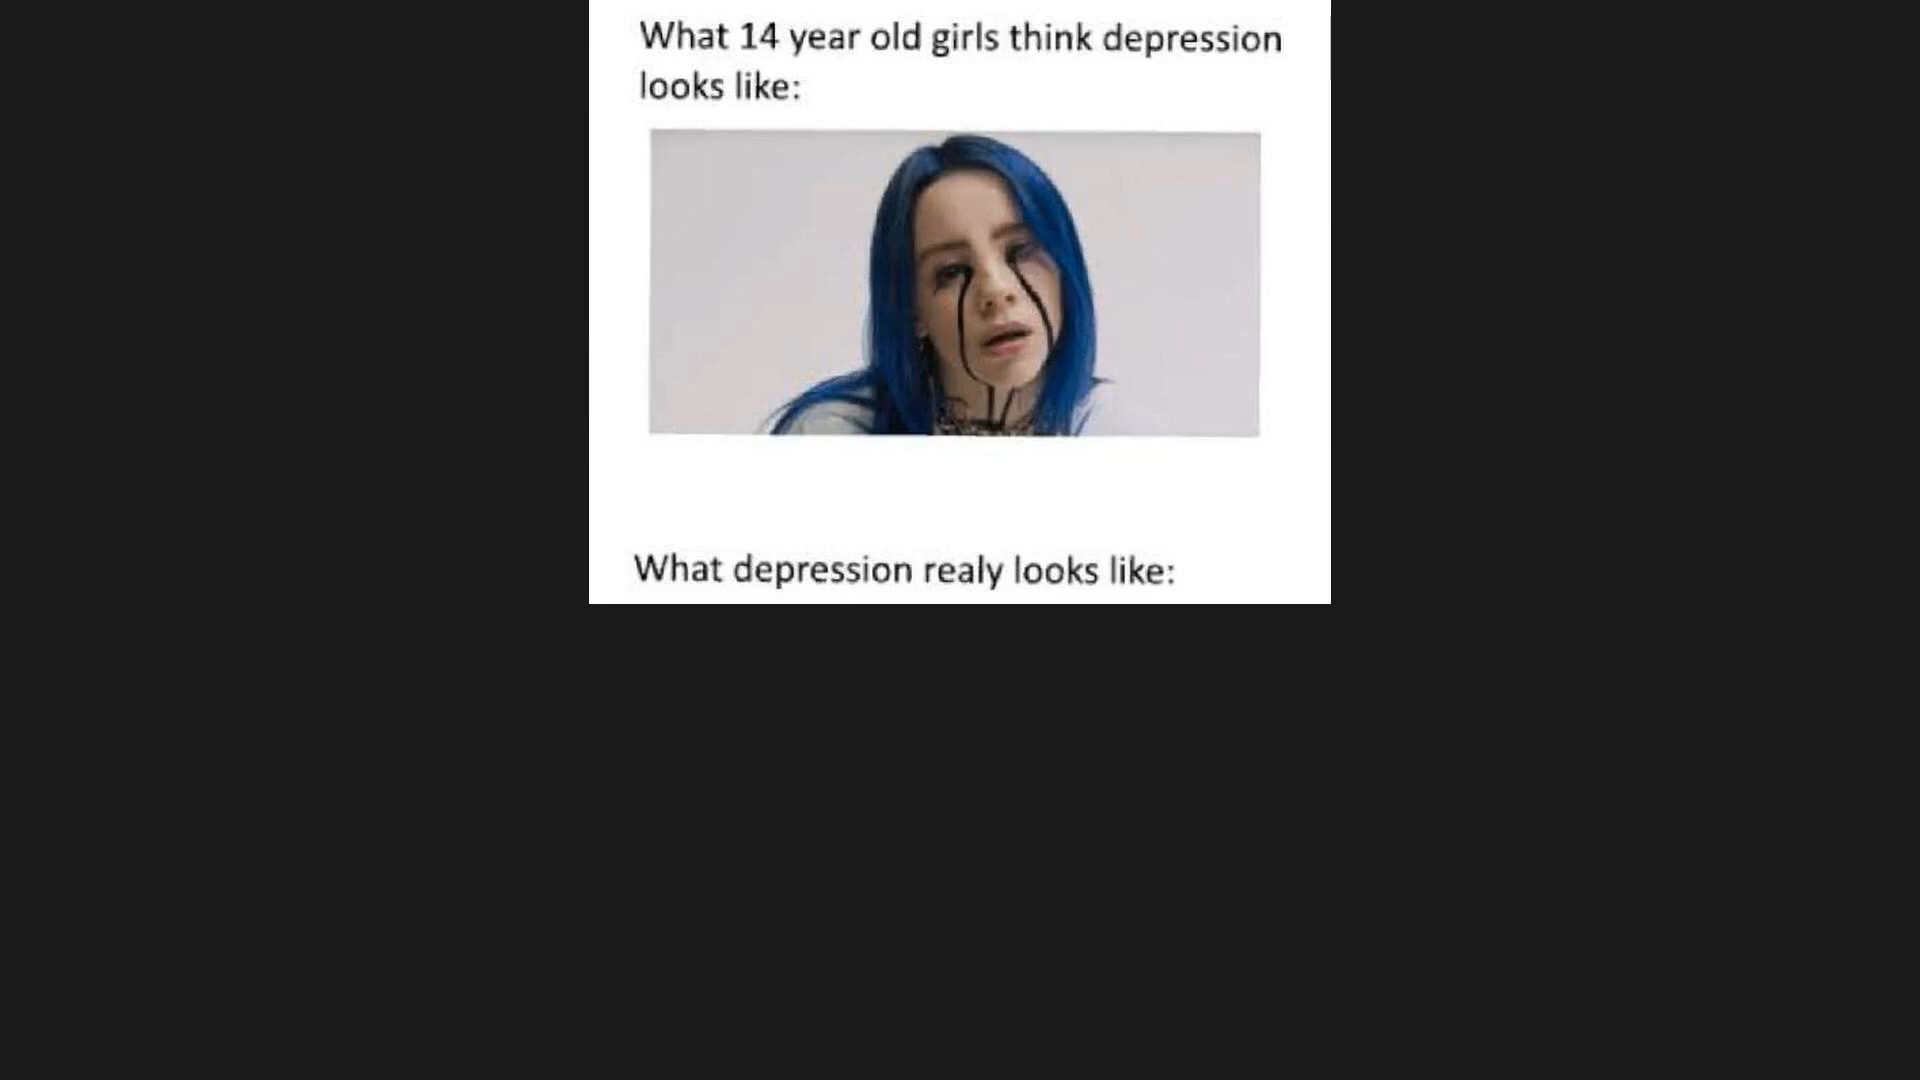 What 14 year old girls think depression
looks like:
What depression realy looks like: